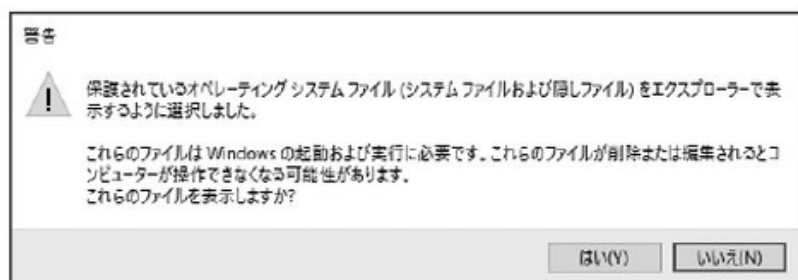 警告
保護されているオペレーティング システム ファイル (システム ファイルおよび隠しファイル) をエクスプローラーで表
示するように選択しました。
これらのファイルは Windows の起動および実行に必要です。これらのファイルが削除または編集されるとコ
ンピューターが操作できなくなる可能性があります。
これらのファイルを表示しますか?
はい(Y)
いいえ(N)